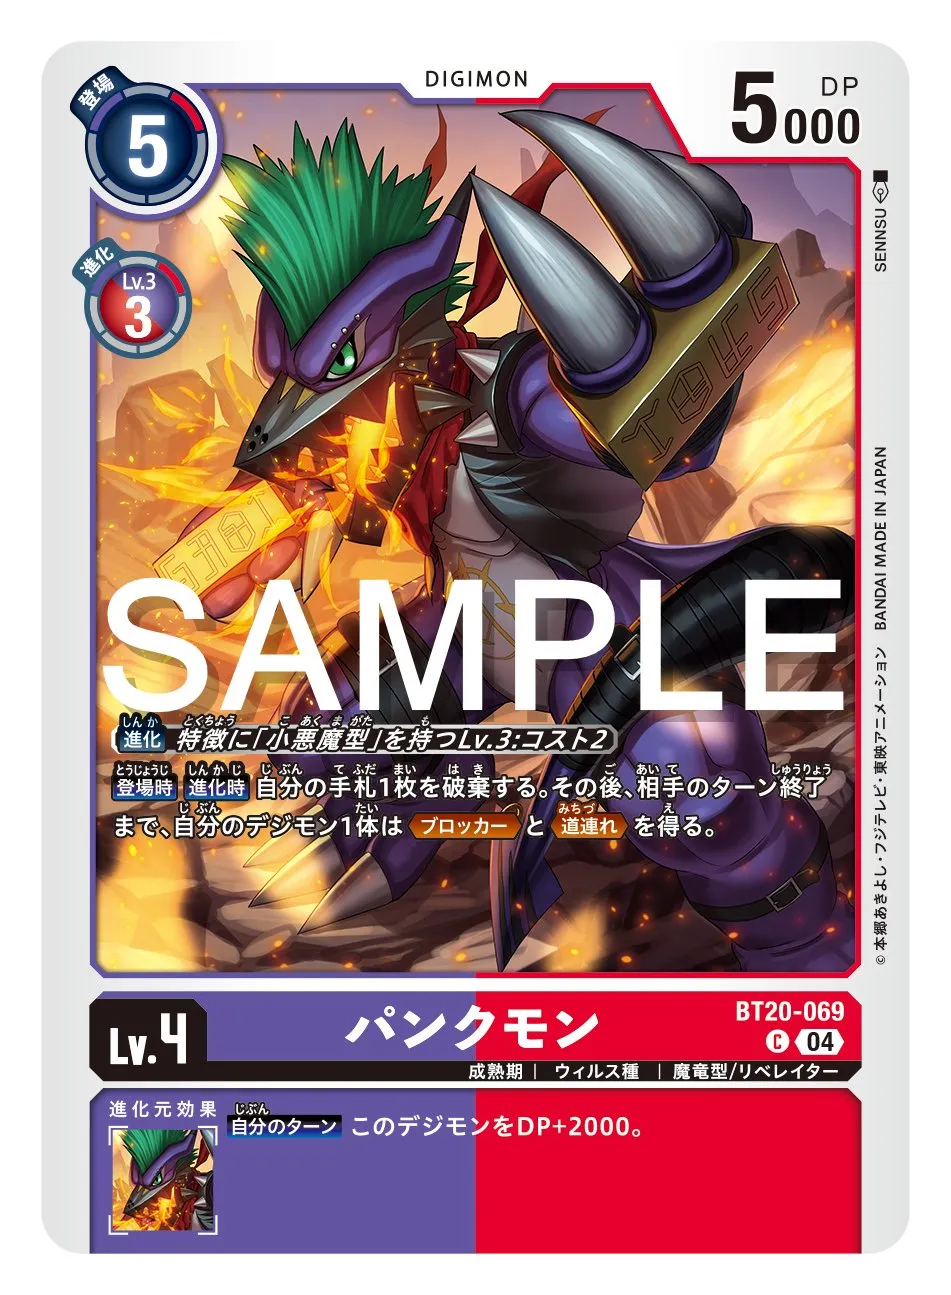 DIGIMON
登場
5
DP
5000
進化
Lv.3
3
SENNSU
BANDAI MADE IN JAPAN
©本郷あきよし・フジテレビ・東映アニメーション
SAMPLE
進化 特徴に「小悪魔型」を持つLv.3:コスト2
登場時 進化時 自分の手札1枚を破棄する。その後、相手のターン終了
まで、自分のデジモン1体は ブロッカー と 道連れ を得る。
Lv.4
パンクモン
BT20-069
C 04
成熟期 | ウィルス種 | 魔竜型/リベレイター
進化元効果
自分のターン このデジモンをDP+2000。